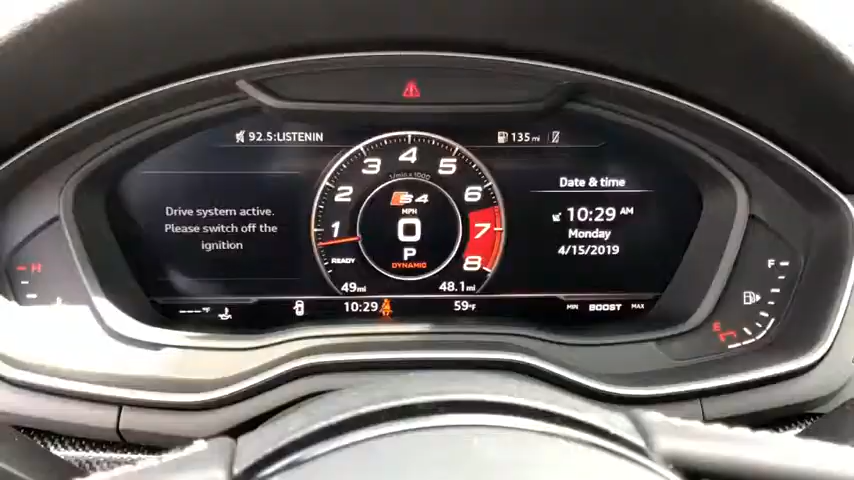 92.5:LISTENIN
135 mi
Drive system active.
Please switch off the
ignition
1 2 3 4 5 6 7 8
1/min x 1000
S4
MPH
0
P
DYNAMIC
READY
Date & time
10:29 AM
Monday
4/15/2019
49mi
48.1mi
---°F
10:29
59°F
MIN BOOST MAX
H
F
E